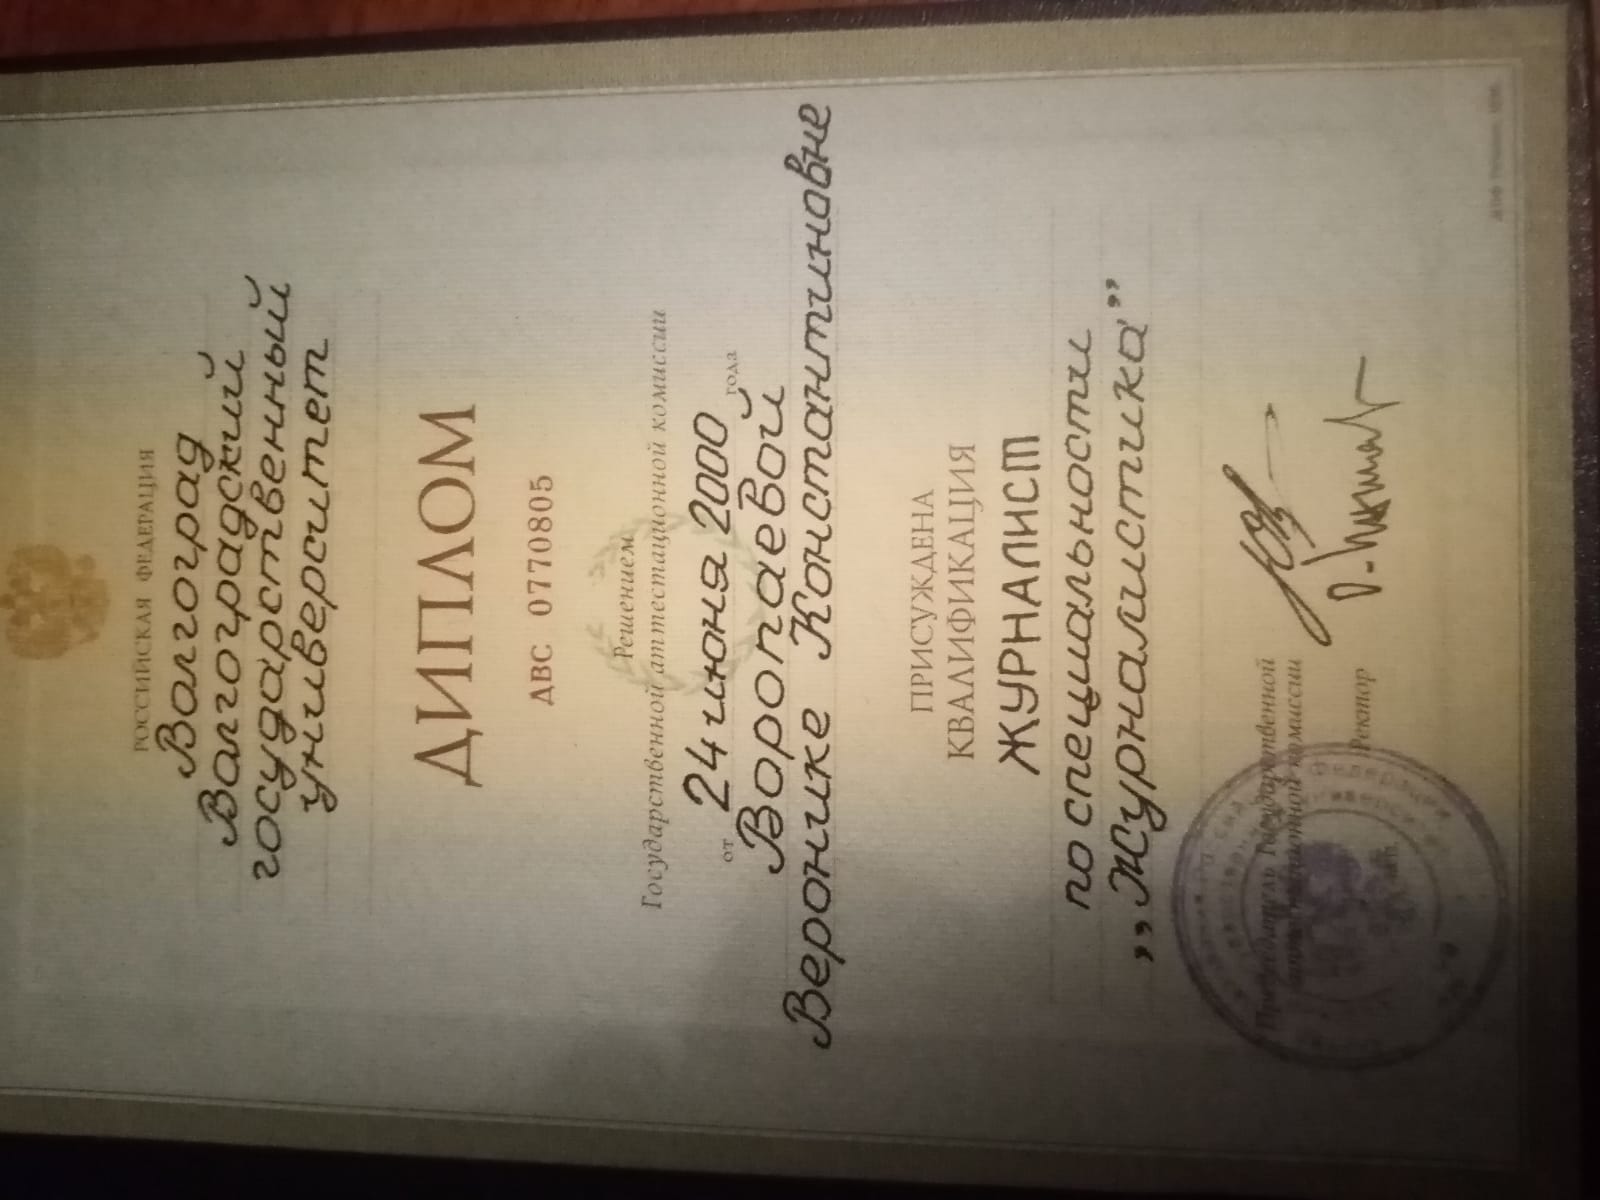 РОССИЙСКАЯ ФЕДЕРАЦИЯ
Волгоград
Волгоградский
государственный
университет
ДИПЛОМ
АВС 0770805
Решением
Государственной аттестационной комиссии
от 24 июня 2000 года
Воропаевой
Веронике Константиновне
ПРИСУЖДЕНА
КВАЛИФИКАЦИЯ
ЖУРНАЛИСТ
по специальности
„Журналистика”
Председатель Государственной
аттестационной комиссии
Ректор